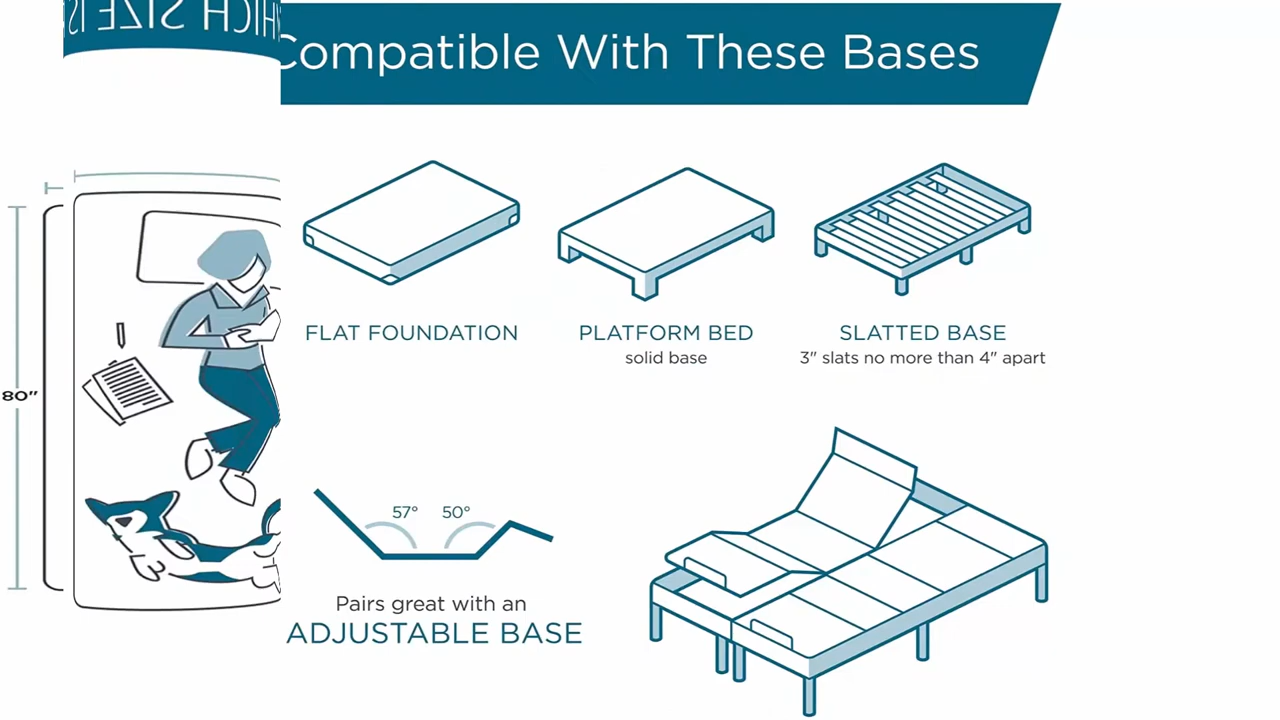 Compatible With These Bases
FLAT FOUNDATION
PLATFORM BED
solid base
SLATTED BASE
3" slats no more than 4" apart
80"
57° 50°
Pairs great with an
ADJUSTABLE BASE